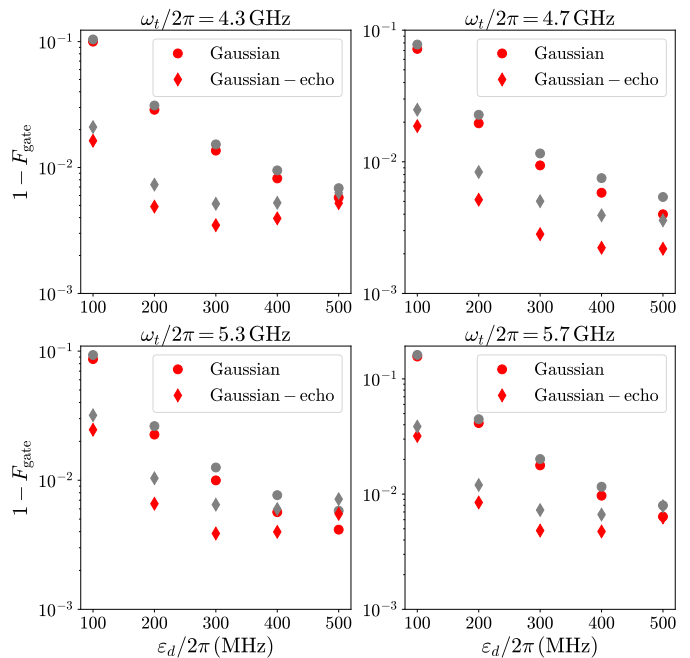 ω_t/2π = 4.3 GHz
1 − F_gate
10^−1
10^−2
10^−3
100 200 300 400 500
Gaussian
Gaussian − echo
ω_t/2π = 4.7 GHz
10^−1
10^−2
10^−3
100 200 300 400 500
Gaussian
Gaussian − echo
ω_t/2π = 5.3 GHz
1 − F_gate
10^−1
10^−2
10^−3
100 200 300 400 500
ε_d/2π (MHz)
Gaussian
Gaussian − echo
ω_t/2π = 5.7 GHz
10^−1
10^−2
10^−3
100 200 300 400 500
ε_d/2π (MHz)
Gaussian
Gaussian − echo